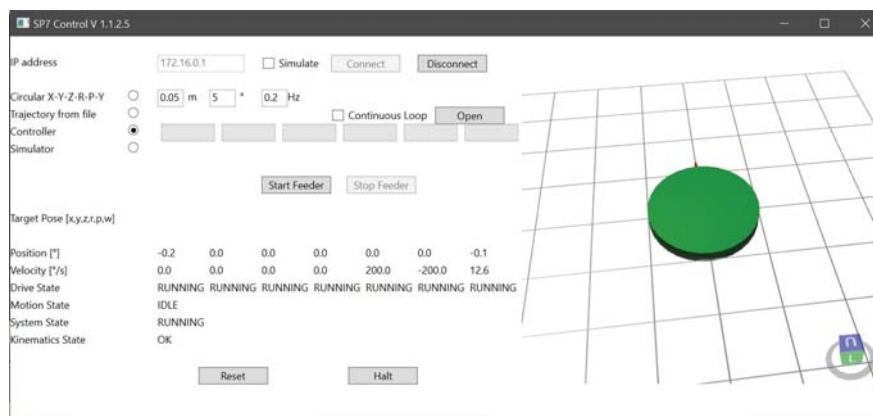 SP7 Control V 1.1.2.5
IP address 172.16.0.1 Simulate Connect Disconnect
Circular X-Y-Z-R-P-Y 0.05 m 5 ° 0.2 Hz
Trajectory from file Continuous Loop Open
Controller
Simulator
Start Feeder Stop Feeder
Target Pose [x,y,z,r,p,w]
Position [°] -0.2 0.0 0.0 0.0 0.0 0.0 -0.1
Velocity [°/s] 0.0 0.0 0.0 0.0 200.0 -200.0 12.6
Drive State RUNNING RUNNING RUNNING RUNNING RUNNING RUNNING RUNNING
Motion State IDLE
System State RUNNING
Kinematics State OK
Reset Halt